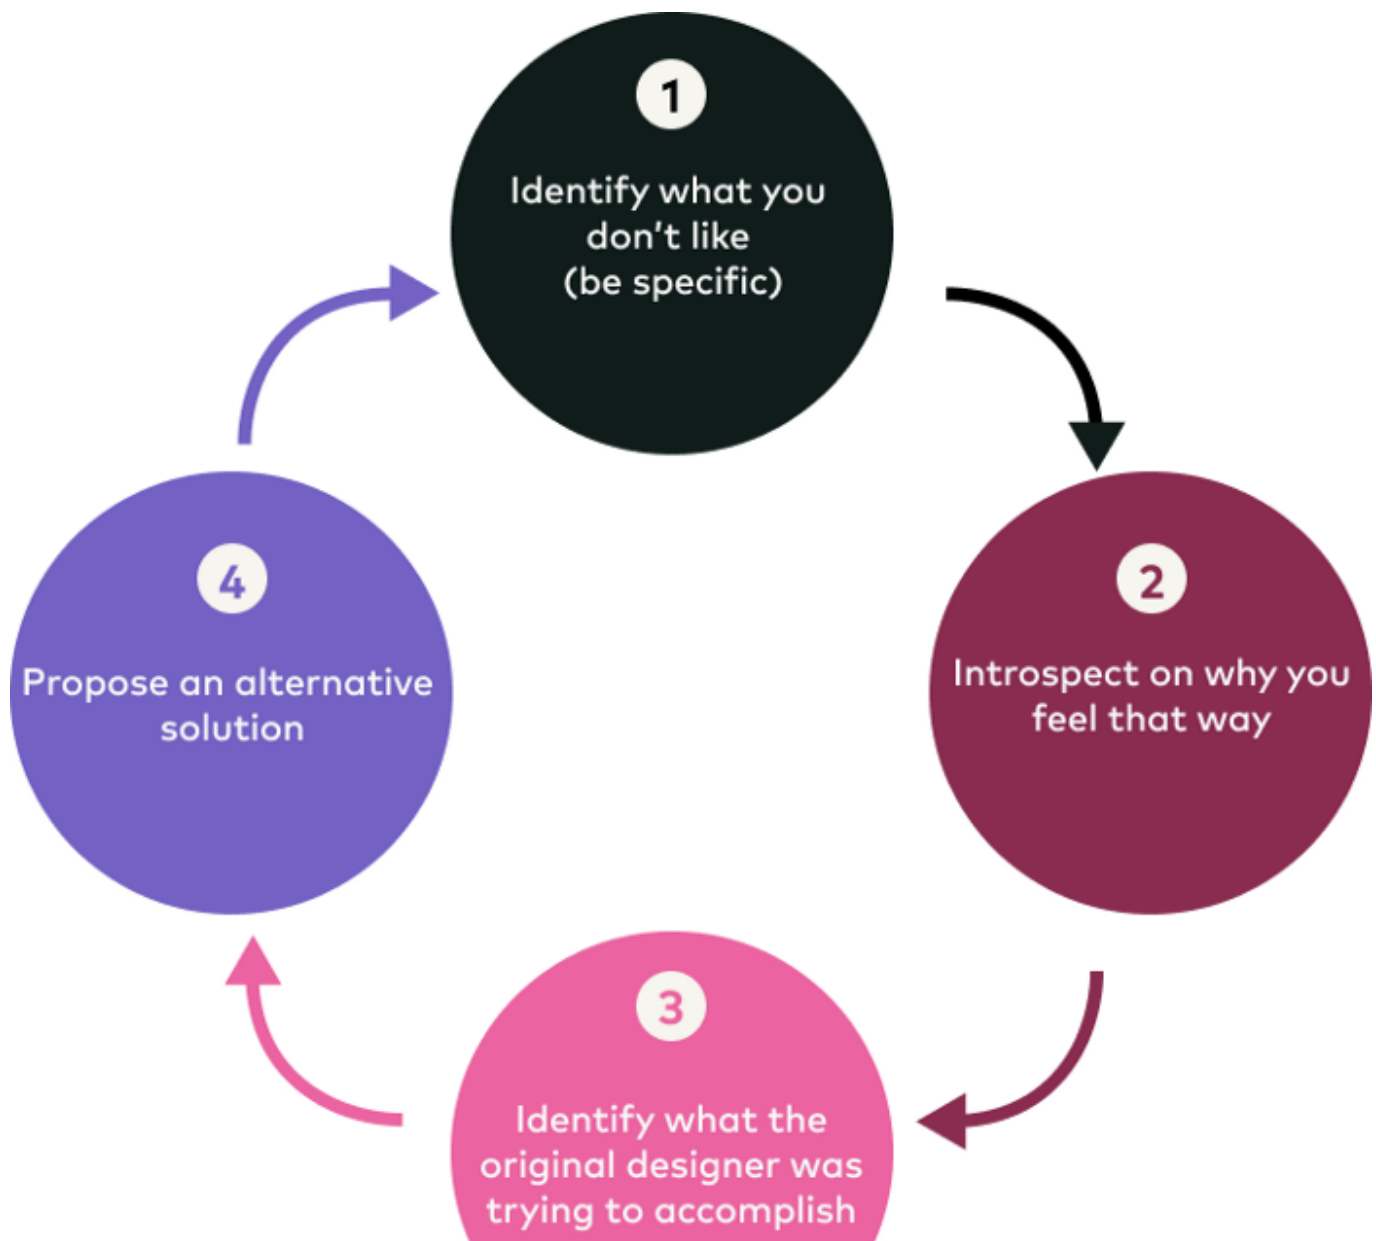 1
Identify what you
don't like
(be specific)
2
Introspect on why you
feel that way
3
Identify what the
original designer was
trying to accomplish
4
Propose an alternative
solution